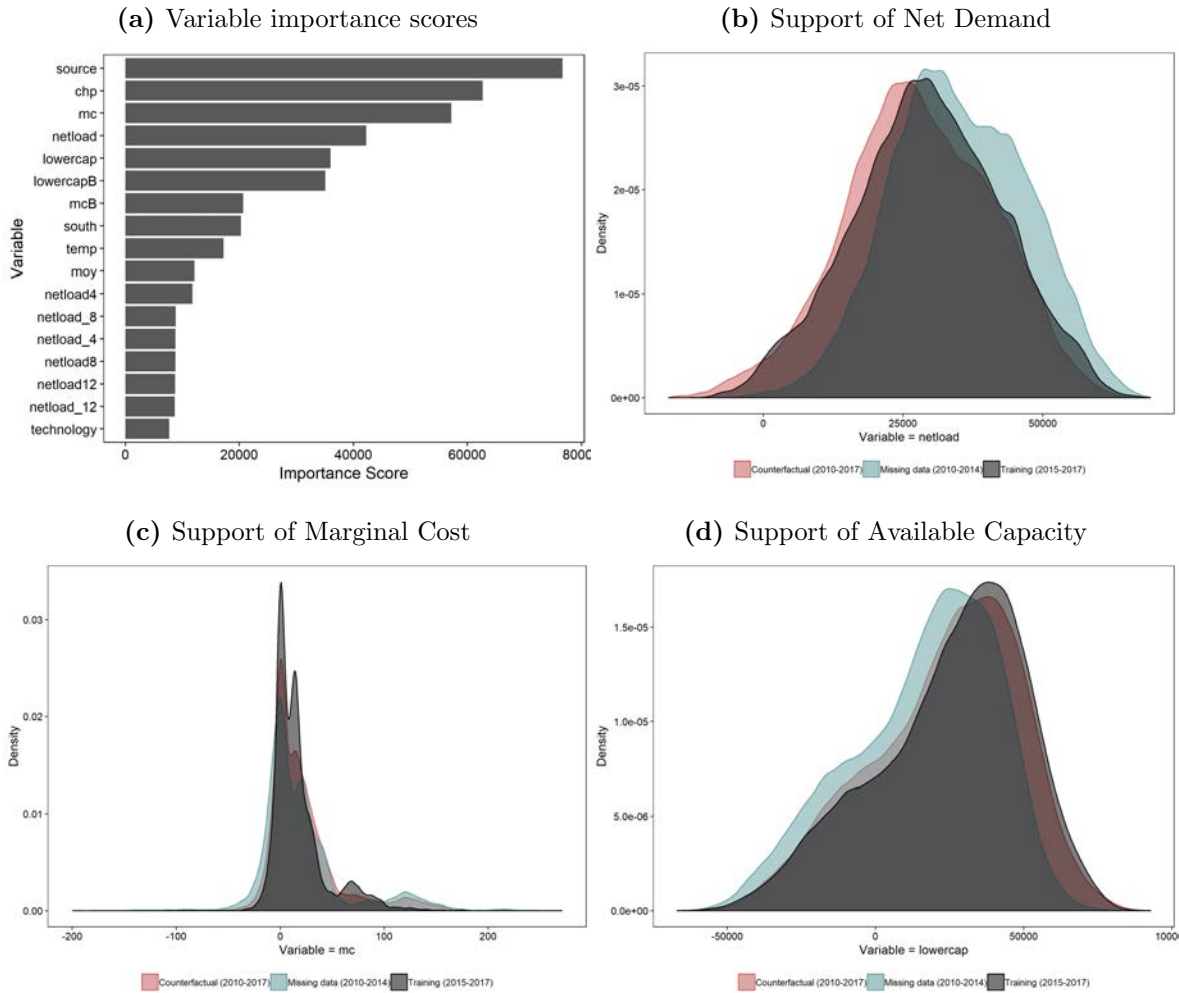 (a) Variable importance scores
Variable
source
chp
mc
netload
lowercap
lowercapB
mcB
south
temp
moy
netload4
netload_8
netload_4
netload8
netload12
netload_12
technology
0 20000 40000 60000 80000
Importance Score
(b) Support of Net Demand
Density
3e-05
2e-05
1e-05
0e+00
0 25000 50000
Variable = netload
Counterfactual (2010-2017) Missing data (2010-2014) Training (2015-2017)
(c) Support of Marginal Cost
Density
0.03
0.02
0.01
0.00
-200 -100 0 100 200
Variable = mc
Counterfactual (2010-2017) Missing data (2010-2014) Training (2015-2017)
(d) Support of Available Capacity
Density
1.5e-05
1.0e-05
5.0e-06
0.0e+00
-50000 0 50000 10000
Variable = lowercap
Counterfactual (2010-2017) Missing data (2010-2014) Training (2015-2017)